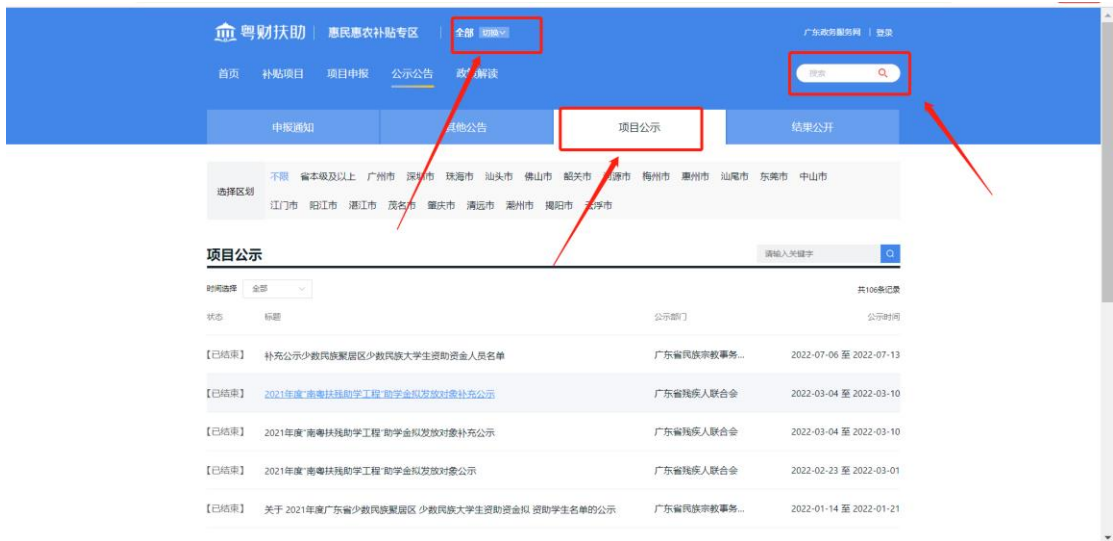 粤财扶助 惠民惠农补贴专区 全部 切换
广东政务服务网 登录
首页 补贴项目 项目申报 公示公告 政策解读 搜索
申报通知 其他公告 项目公示 结果公开
选择区划
不限 省本级及以上 广州市 深圳市 珠海市 汕头市 佛山市 韶关市 河源市 梅州市 惠州市 汕尾市 东莞市 中山市
江门市 阳江市 湛江市 茂名市 肇庆市 清远市 潮州市 揭阳市 云浮市
项目公示 请输入关键字
时间选择 全部 共106条记录
状态 标题 公示部门 公示时间
【已结束】 补充公示少数民族聚居区少数民族大学生资助资金人员名单 广东省民族宗教事务... 2022-07-06 至 2022-07-13
【已结束】 2021年度"南粤扶残助学工程"助学金拟发放对象补充公示 广东省残疾人联合会 2022-03-04 至 2022-03-10
【已结束】 2021年度"南粤扶残助学工程"助学金拟发放对象补充公示 广东省残疾人联合会 2022-03-04 至 2022-03-10
【已结束】 2021年度"南粤扶残助学工程"助学金拟发放对象公示 广东省残疾人联合会 2022-02-23 至 2022-03-01
【已结束】 关于 2021年度广东省少数民族聚居区 少数民族大学生资助资金拟 资助学生名单的公示 广东省民族宗教事务... 2022-01-14 至 2022-01-21